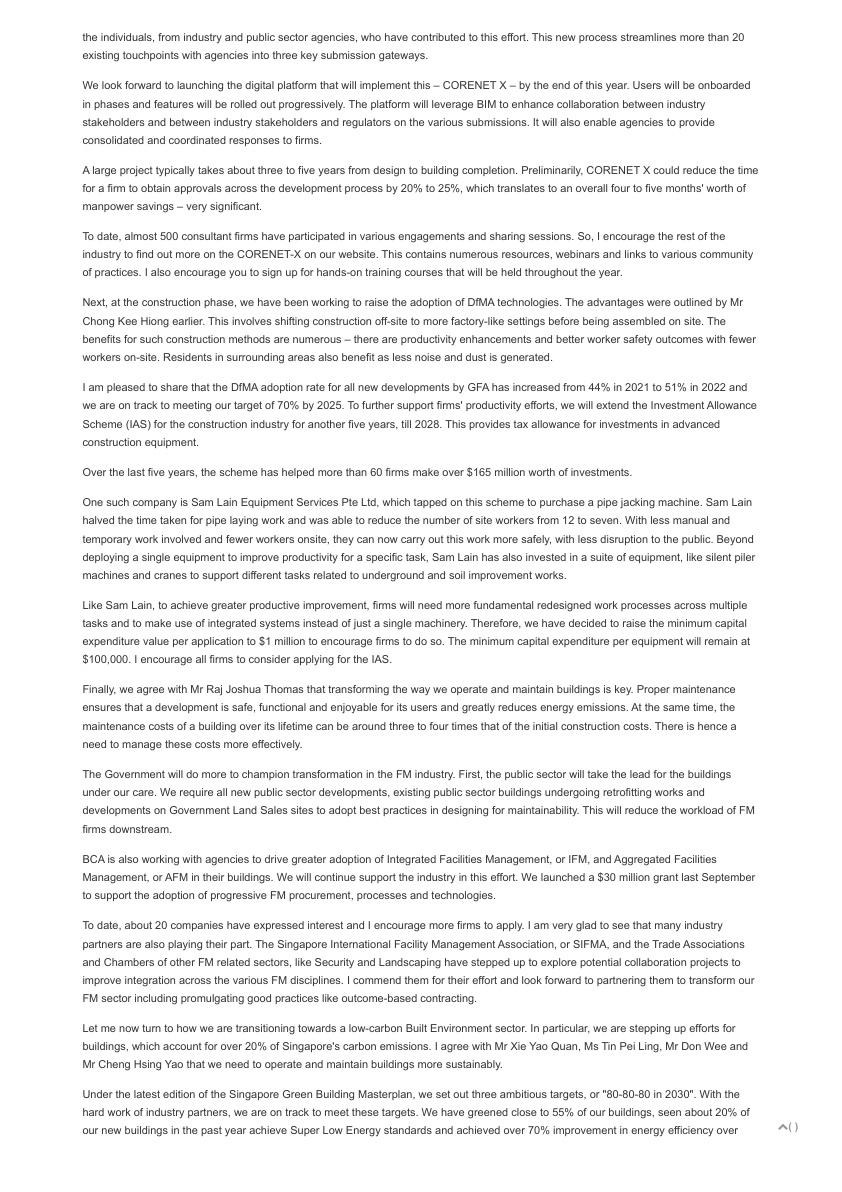 the individuals, from industry and public sector agencies, who have contributed to this effort. This new process streamlines more than 20
existing touchpoints with agencies into three key submission gateways.
We look forward to launching the digital platform that will implement this – CORENET X – by the end of this year. Users will be onboarded
in phases and features will be rolled out progressively. The platform will leverage BIM to enhance collaboration between industry
stakeholders and between industry stakeholders and regulators on the various submissions. It will also enable agencies to provide
consolidated and coordinated responses to firms.
A large project typically takes about three to five years from design to building completion. Preliminarily, CORENET X could reduce the time
for a firm to obtain approvals across the development process by 20% to 25%, which translates to an overall four to five months' worth of
manpower savings – very significant.
To date, almost 500 consultant firms have participated in various engagements and sharing sessions. So, I encourage the rest of the
industry to find out more on the CORENET-X on our website. This contains numerous resources, webinars and links to various community
of practices. I also encourage you to sign up for hands-on training courses that will be held throughout the year.
Next, at the construction phase, we have been working to raise the adoption of DfMA technologies. The advantages were outlined by Mr
Chong Kee Hiong earlier. This involves shifting construction off-site to more factory-like settings before being assembled on site. The
benefits for such construction methods are numerous – there are productivity enhancements and better worker safety outcomes with fewer
workers on-site. Residents in surrounding areas also benefit as less noise and dust is generated.
I am pleased to share that the DfMA adoption rate for all new developments by GFA has increased from 44% in 2021 to 51% in 2022 and
we are on track to meeting our target of 70% by 2025. To further support firms' productivity efforts, we will extend the Investment Allowance
Scheme (IAS) for the construction industry for another five years, till 2028. This provides tax allowance for investments in advanced
construction equipment.
Over the last five years, the scheme has helped more than 60 firms make over $165 million worth of investments.
One such company is Sam Lain Equipment Services Pte Ltd, which tapped on this scheme to purchase a pipe jacking machine. Sam Lain
halved the time taken for pipe laying work and was able to reduce the number of site workers from 12 to seven. With less manual and
temporary work involved and fewer workers onsite, they can now carry out this work more safely, with less disruption to the public. Beyond
deploying a single equipment to improve productivity for a specific task, Sam Lain has also invested in a suite of equipment, like silent piler
machines and cranes to support different tasks related to underground and soil improvement works.
Like Sam Lain, to achieve greater productive improvement, firms will need more fundamental redesigned work processes across multiple
tasks and to make use of integrated systems instead of just a single machinery. Therefore, we have decided to raise the minimum capital
expenditure value per application to $1 million to encourage firms to do so. The minimum capital expenditure per equipment will remain at
$100,000. I encourage all firms to consider applying for the IAS.
Finally, we agree with Mr Raj Joshua Thomas that transforming the way we operate and maintain buildings is key. Proper maintenance
ensures that a development is safe, functional and enjoyable for its users and greatly reduces energy emissions. At the same time, the
maintenance costs of a building over its lifetime can be around three to four times that of the initial construction costs. There is hence a
need to manage these costs more effectively.
The Government will do more to champion transformation in the FM industry. First, the public sector will take the lead for the buildings
under our care. We require all new public sector developments, existing public sector buildings undergoing retrofitting works and
developments on Government Land Sales sites to adopt best practices in designing for maintainability. This will reduce the workload of FM
firms downstream.
BCA is also working with agencies to drive greater adoption of Integrated Facilities Management, or IFM, and Aggregated Facilities
Management, or AFM in their buildings. We will continue support the industry in this effort. We launched a $30 million grant last September
to support the adoption of progressive FM procurement, processes and technologies.
To date, about 20 companies have expressed interest and I encourage more firms to apply. I am very glad to see that many industry
partners are also playing their part. The Singapore International Facility Management Association, or SIFMA, and the Trade Associations
and Chambers of other FM related sectors, like Security and Landscaping have stepped up to explore potential collaboration projects to
improve integration across the various FM disciplines. I commend them for their effort and look forward to partnering them to transform our
FM sector including promulgating good practices like outcome-based contracting.
Let me now turn to how we are transitioning towards a low-carbon Built Environment sector. In particular, we are stepping up efforts for
buildings, which account for over 20% of Singapore's carbon emissions. I agree with Mr Xie Yao Quan, Ms Tin Pei Ling, Mr Don Wee and
Mr Cheng Hsing Yao that we need to operate and maintain buildings more sustainably.
Under the latest edition of the Singapore Green Building Masterplan, we set out three ambitious targets, or "80-80-80 in 2030". With the
hard work of industry partners, we are on track to meet these targets. We have greened close to 55% of our buildings, seen about 20% of
our new buildings in the past year achieve Super Low Energy standards and achieved over 70% improvement in energy efficiency over
( )